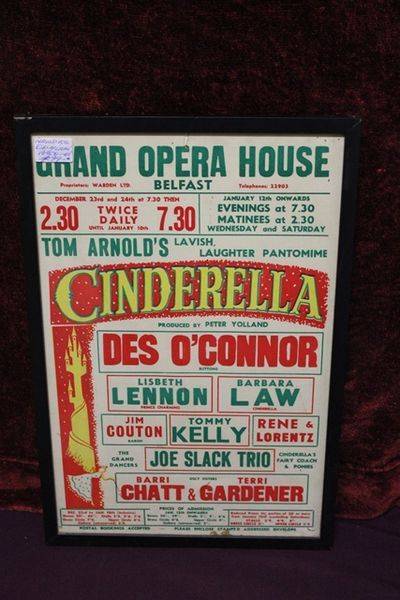 GRAND OPERA HOUSE
Proprietors: WARDEN LTD. BELFAST Telephones: 23903
DECEMBER 23rd and 24th at 7.30 THEN
2.30 TWICE DAILY 7.30
UNTIL JANUARY 10th
JANUARY 12th ONWARDS
EVENINGS at 7.30
MATINEES at 2.30
WEDNESDAY and SATURDAY
TOM ARNOLD'S LAVISH,
LAUGHTER PANTOMIME
CINDERELLA
PRODUCED BY PETER YOLLAND
DES O'CONNOR
BUTTONS
LISBETH
LENNON
PRINCE CHARMING
BARBARA
LAW
CINDERELLA
JIM
COUTON
BARON
TOMMY
KELLY
RENE &
LORENTZ
THE
GRAND
DANCERS
JOE SLACK TRIO
CINDERELLA'S
FAIRY COACH
& PONIES
BARRI UGLY SISTERS TERRI
CHATT & GARDENER
PRICES OF ADMISSION
POSTAL BOOKINGS ACCEPTED PLEASE ENCLOSE STAMPED ADDRESSED ENVELOPE